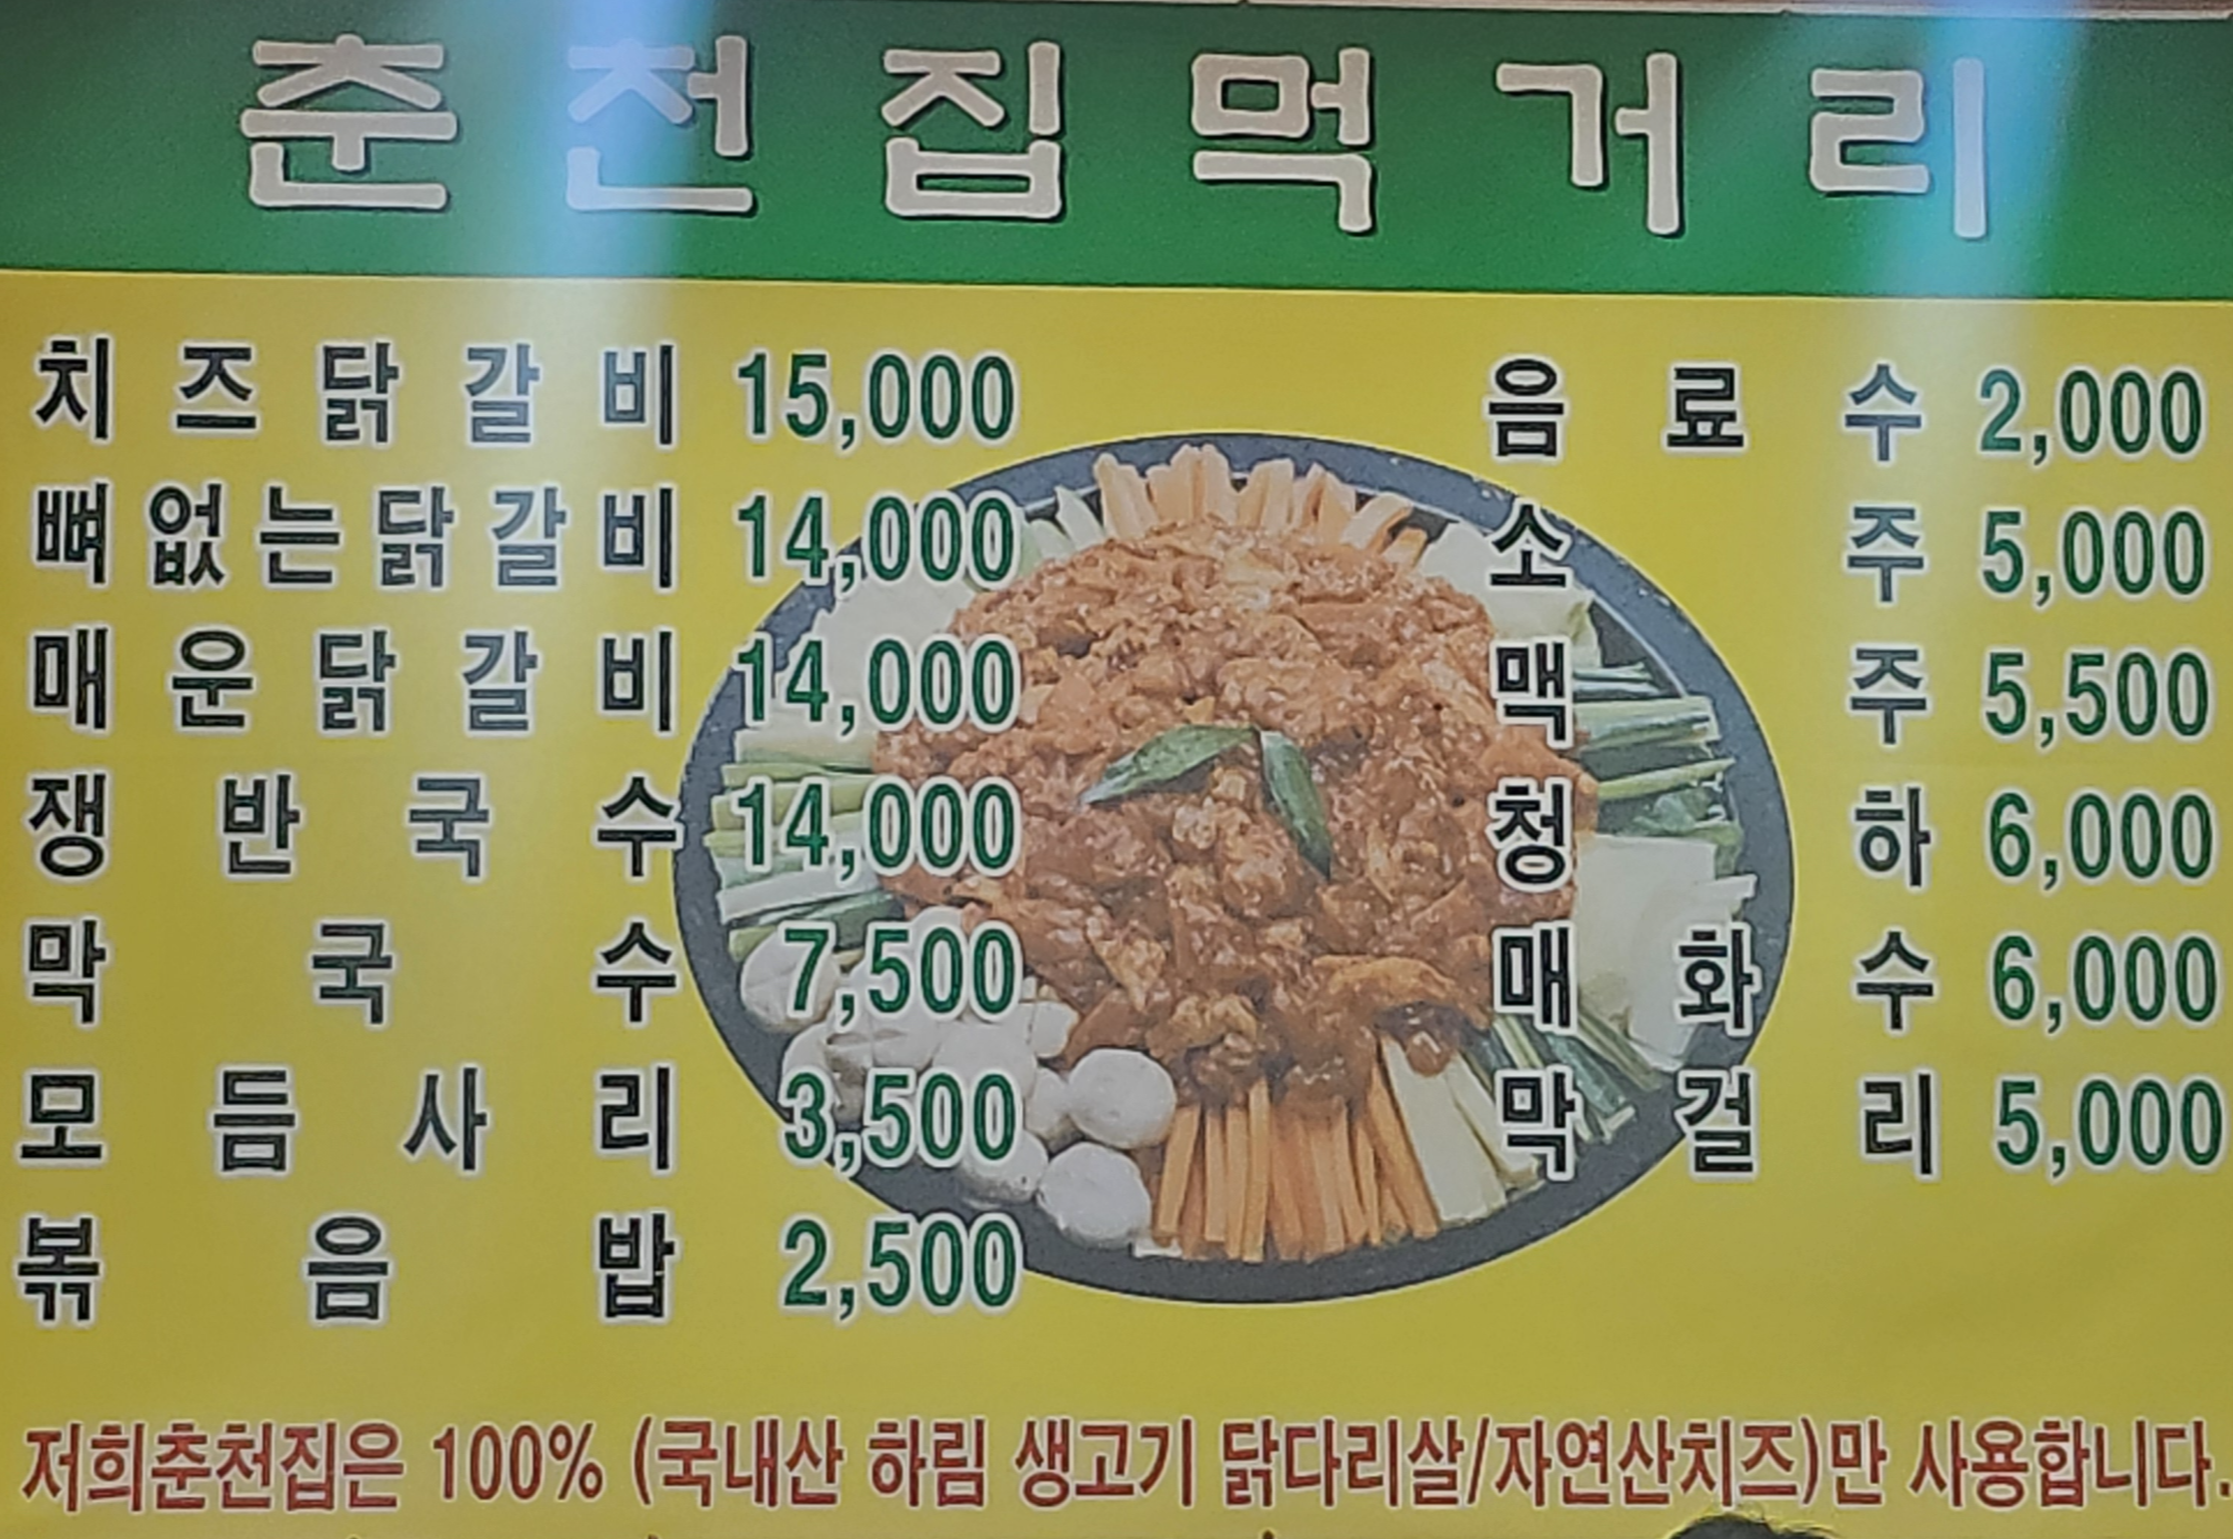 춘천집먹거리
치즈닭갈비 15,000
뼈없는닭갈비 14,000
매운닭갈비 14,000
쟁반국수 14,000
막국수 7,500
모듬사리 3,500
볶음밥 2,500
음료수 2,000
소주 5,000
맥주 5,500
청하 6,000
매화수 6,000
막걸리 5,000
저희춘천집은 100% (국내산 하림 생고기 닭다리살/자연산치즈)만 사용합니다.